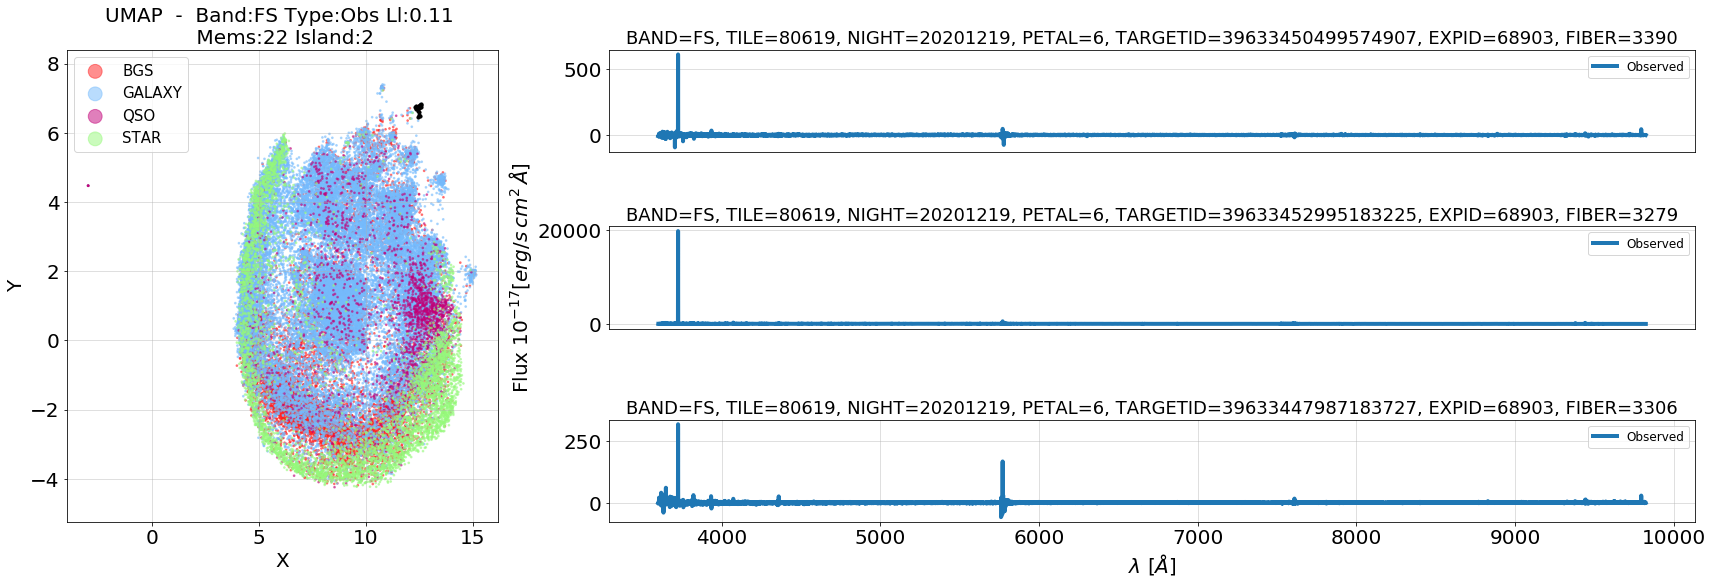 UMAP - Band:FS Type:Obs Ll:0.11
Mems:22 Island:2
BGS
GALAXY
QSO
STAR
8
6
4
2
0
−2
−4
Y
0 5 10 15
X
Flux 10⁻¹⁷[erg/s cm² Å]
BAND=FS, TILE=80619, NIGHT=20201219, PETAL=6, TARGETID=39633450499574907, EXPID=68903, FIBER=3390
Observed
500
0
BAND=FS, TILE=80619, NIGHT=20201219, PETAL=6, TARGETID=39633452995183225, EXPID=68903, FIBER=3279
Observed
20000
0
BAND=FS, TILE=80619, NIGHT=20201219, PETAL=6, TARGETID=39633447987183727, EXPID=68903, FIBER=3306
Observed
250
0
4000 5000 6000 7000 8000 9000 10000
λ [Å]